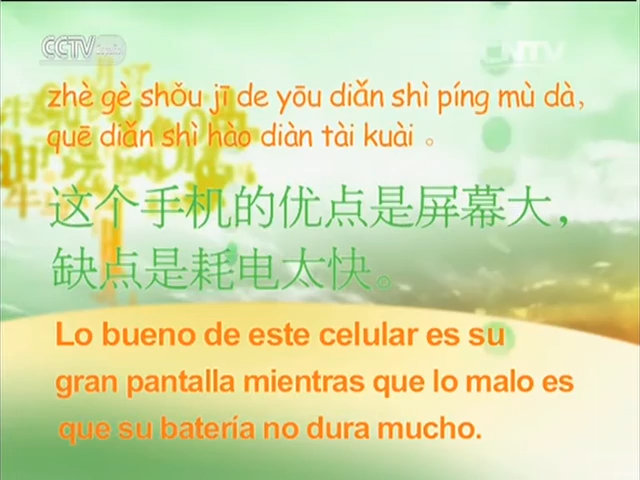 CCTV Español
CNTV
zhè gè shǒu jī de yōu diǎn shì píng mù dà,
quē diǎn shì hào diàn tài kuài 。
这个手机的优点是屏幕大，
缺点是耗电太快。
Lo bueno de este celular es su
gran pantalla mientras que lo malo es
que su batería no dura mucho.